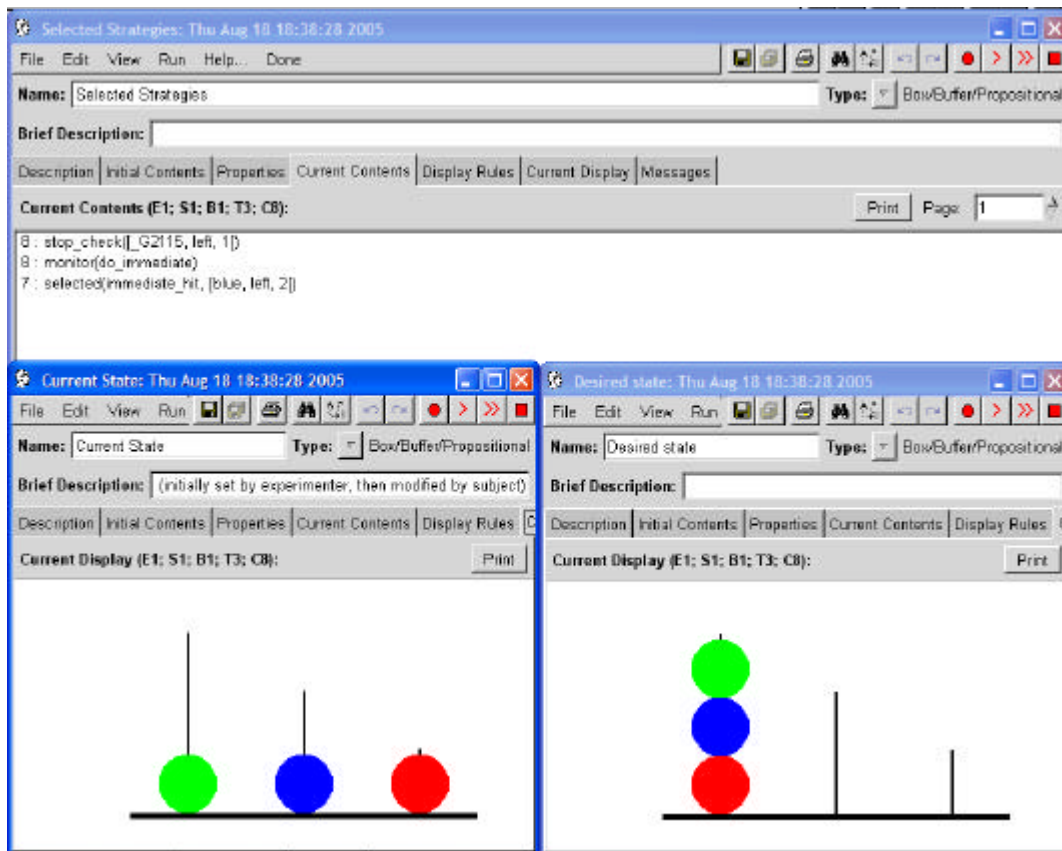 Selected Strategies: Thu Aug 18 18:38:28 2005
File Edit View Run Help... Done
Name: Selected Strategies Type: Box/Buffer/Propositional
Brief Description:
Description Initial Contents Properties Current Contents Display Rules Current Display Messages
Current Contents (E1; S1; B1; T3; C8): Print Page: 1
8 : stop_check([_G2115, left, 1])
8 : monitor(do_immediate)
7 : selected(immediate_hit, [blue, left, 2])
Current State: Thu Aug 18 18:38:28 2005
File Edit View Run
Name: Current State Type: Box/Buffer/Propositional
Brief Description: (initially set by experimenter, then modified by subject)
Description Initial Contents Properties Current Contents Display Rules
Current Display (E1; S1; B1; T3; C8): Print
Desired state: Thu Aug 18 18:38:28 2005
File Edit View Run
Name: Desired state Type: Box/Buffer/Propositional
Brief Description:
Description Initial Contents Properties Current Contents Display Rules
Current Display (E1; S1; B1; T3; C8): Print